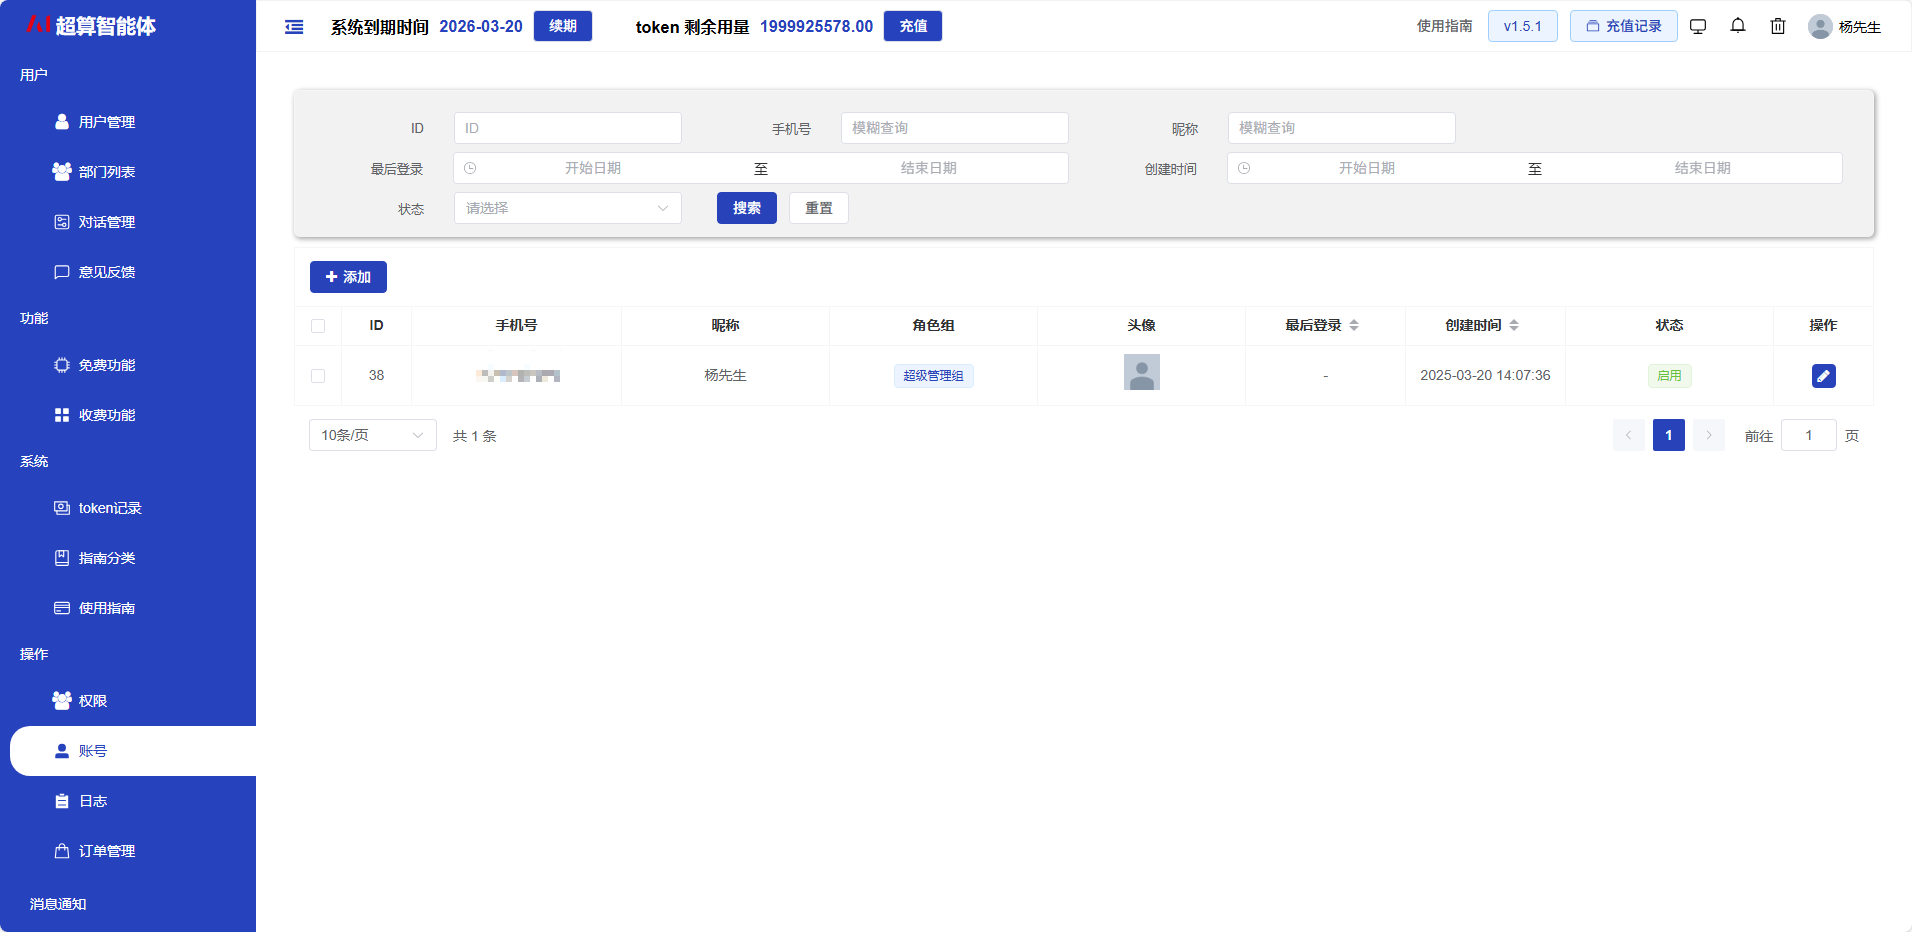 AI 超算智能体
系统到期时间 2026-03-20 续期 token 剩余用量 1999925578.00 充值 使用指南 v1.5.1 充值记录 杨先生
用户
用户管理
部门列表
对话管理
意见反馈
功能
免费功能
收费功能
系统
token记录
指南分类
使用指南
操作
权限
账号
日志
订单管理
消息通知
ID ID 手机号 模糊查询 昵称 模糊查询
最后登录 开始日期 至 结束日期 创建时间 开始日期 至 结束日期
状态 请选择 搜索 重置
添加
ID 手机号 昵称 角色组 头像 最后登录 创建时间 状态 操作
38 杨先生 超级管理组 - 2025-03-20 14:07:36 启用
10条/页 共 1 条 1 前往 1 页